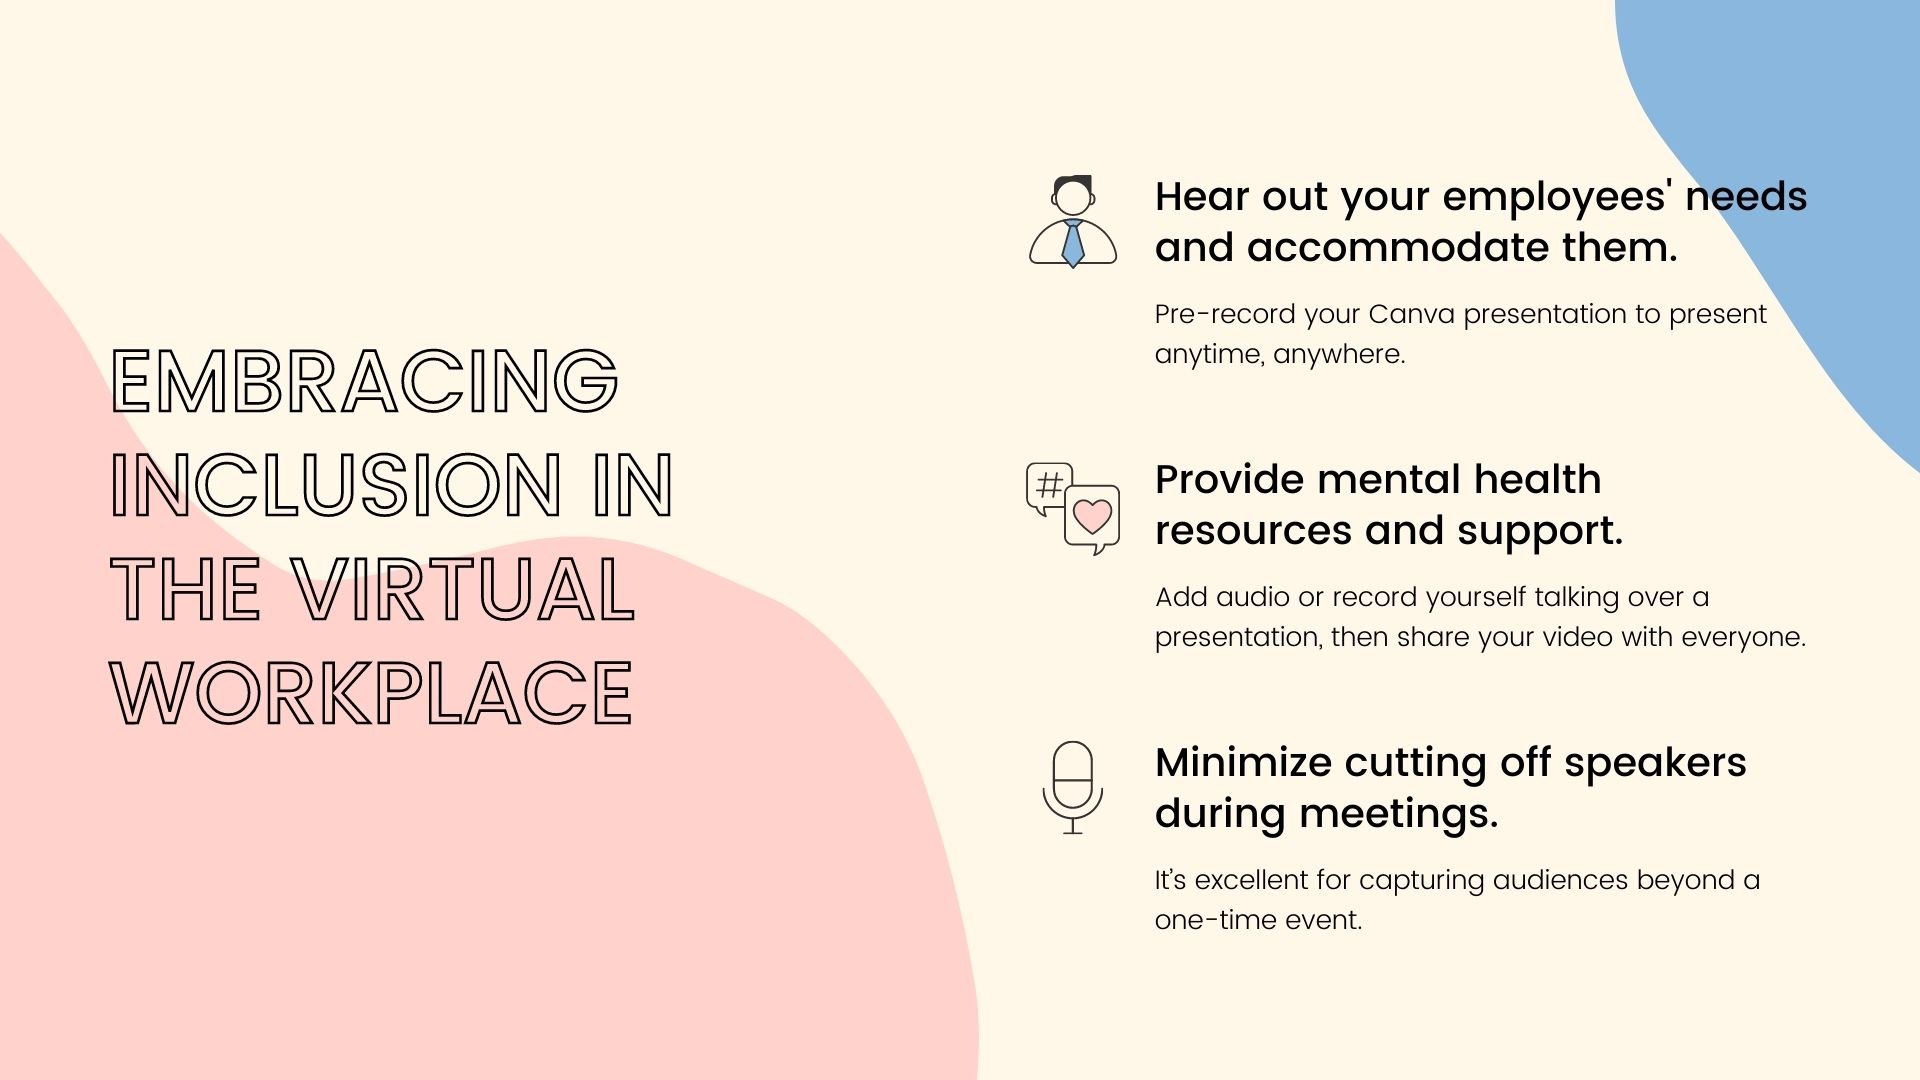 EMBRACING
INCLUSION IN
THE VIRTUAL
WORKPLACE
Hear out your employees' needs
and accommodate them.
Pre-record your Canva presentation to present
anytime, anywhere.
#
Provide mental health
resources and support.
Add audio or record yourself talking over a
presentation, then share your video with everyone.
Minimize cutting off speakers
during meetings.
It’s excellent for capturing audiences beyond a
one-time event.